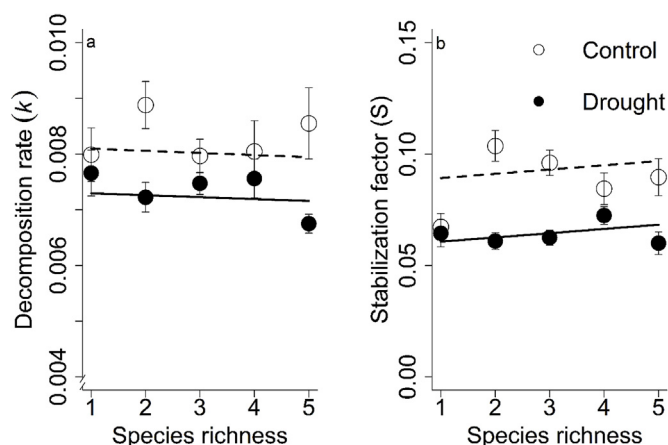 a
Decomposition rate (k)
0.010
0.008
0.006
0.004
1 2 3 4 5
Species richness
b
Control
Drought
Stabilization factor (S)
0.15
0.10
0.05
0.00
1 2 3 4 5
Species richness